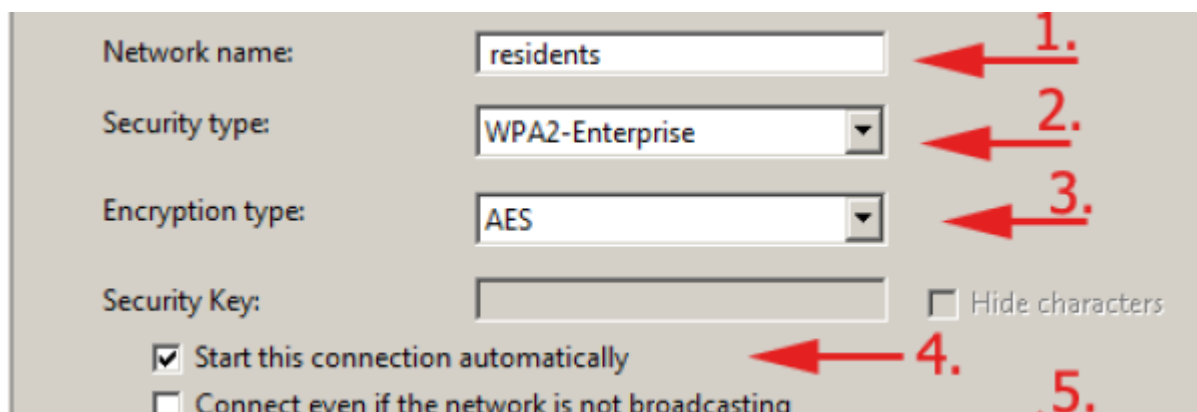 Network name: residents 1.
Security type: WPA2-Enterprise 2.
Encryption type: AES 3.
Security Key: Hide characters
Start this connection automatically 4.
Connect even if the network is not broadcasting 5.